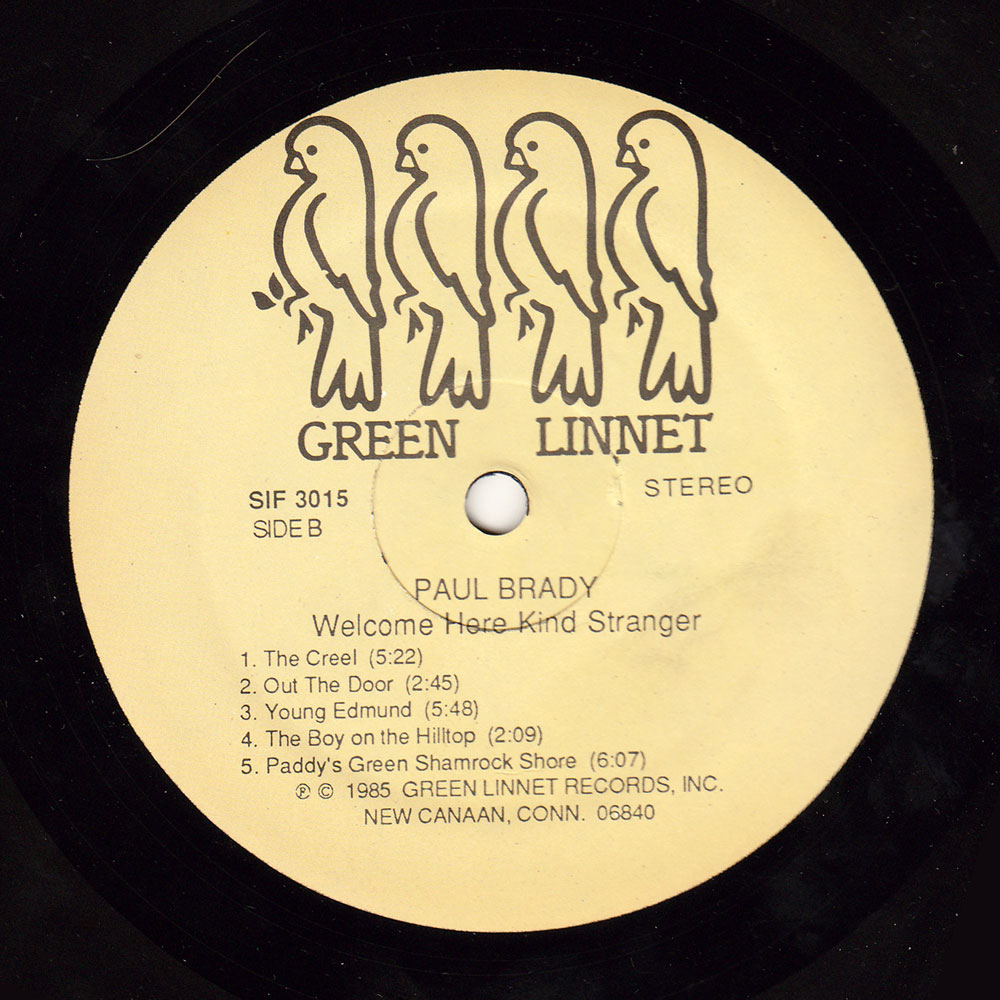 GREEN LINNET
SIF 3015
STEREO
SIDE B
PAUL BRADY
Welcome Here Kind Stranger
1. The Creel (5:22)
2. Out The Door (2:45)
3. Young Edmund (5:48)
4. The Boy on the Hilltop (2:09)
5. Paddy's Green Shamrock Shore (6:07)
℗ © 1985 GREEN LINNET RECORDS, INC.
NEW CANAAN, CONN. 06840